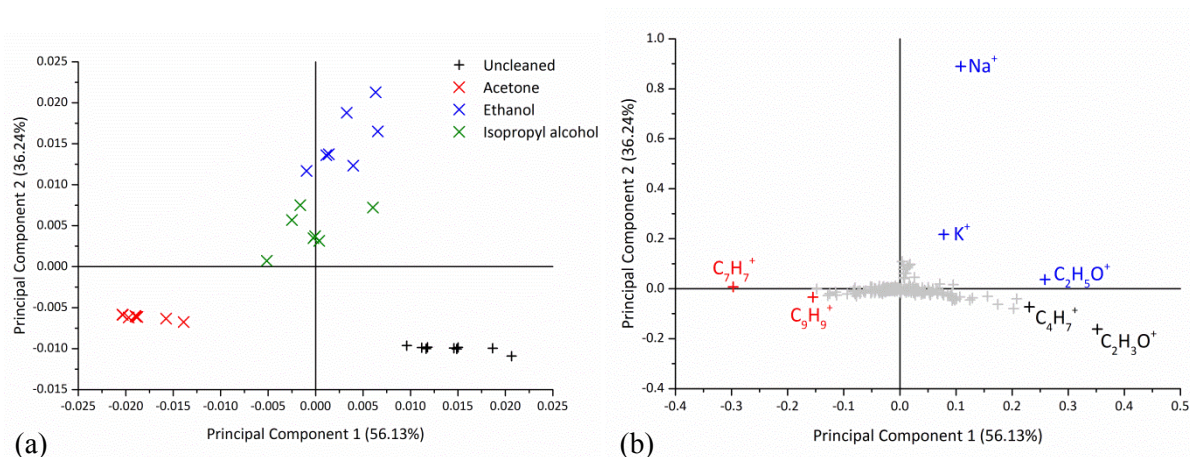 0.025
0.020
0.015
0.010
0.005
0.000
-0.005
-0.010
-0.015
Principal Component 2 (36.24%)
+ Uncleaned
× Acetone
× Ethanol
× Isopropyl alcohol
-0.025 -0.020 -0.015 -0.010 -0.005 0.000 0.005 0.010 0.015 0.020 0.025
Principal Component 1 (56.13%)
(a)
1.0
0.8
0.6
0.4
0.2
0.0
-0.2
-0.4
Principal Component 2 (36.24%)
Na⁺
K⁺
C₇H₇⁺
C₂H₅O⁺
C₉H₉⁺
C₄H₇⁺
C₂H₃O⁺
-0.4 -0.3 -0.2 -0.1 0.0 0.1 0.2 0.3 0.4 0.5
Principal Component 1 (56.13%)
(b)